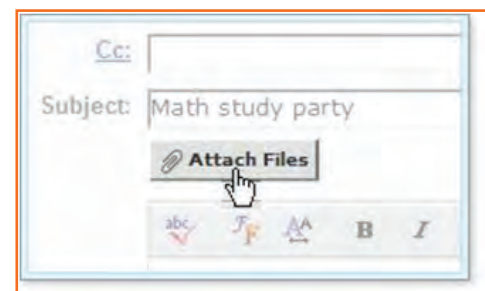 Cc:
Subject: Math study party
Attach Files
abc F F A A B I